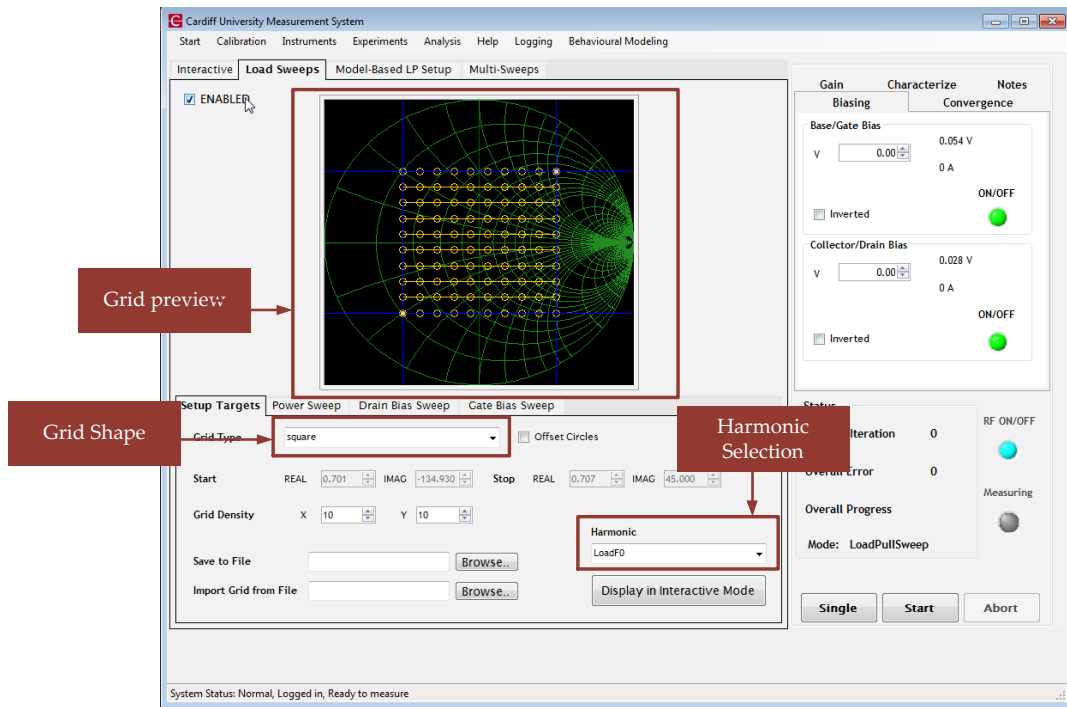 Cardiff University Measurement System
Start Calibration Instruments Experiments Analysis Help Logging Behavioural Modeling
Interactive Load Sweeps Model-Based LP Setup Multi-Sweeps
ENABLED
Grid preview
Setup Targets Power Sweep Drain Bias Sweep Gate Bias Sweep
Grid Shape
Grid Type square Offset Circles
Harmonic
Selection
Start REAL 0.701 IMAG -134.930 Stop REAL 0.707 IMAG 45.000
Grid Density X 10 Y 10
Harmonic
LoadF0
Save to File Browse..
Import Grid from File Browse..
Display in Interactive Mode
Gain Characterize Notes
Biasing Convergence
Base/Gate Bias
V 0.00 0.054 V
0 A
ON/OFF
Inverted
Collector/Drain Bias
V 0.00 0.028 V
0 A
ON/OFF
Inverted
Status
Iteration 0
Overall Error 0
Overall Progress
Mode: LoadPullSweep
RF ON/OFF
Measuring
Single Start Abort
System Status: Normal, Logged in, Ready to measure